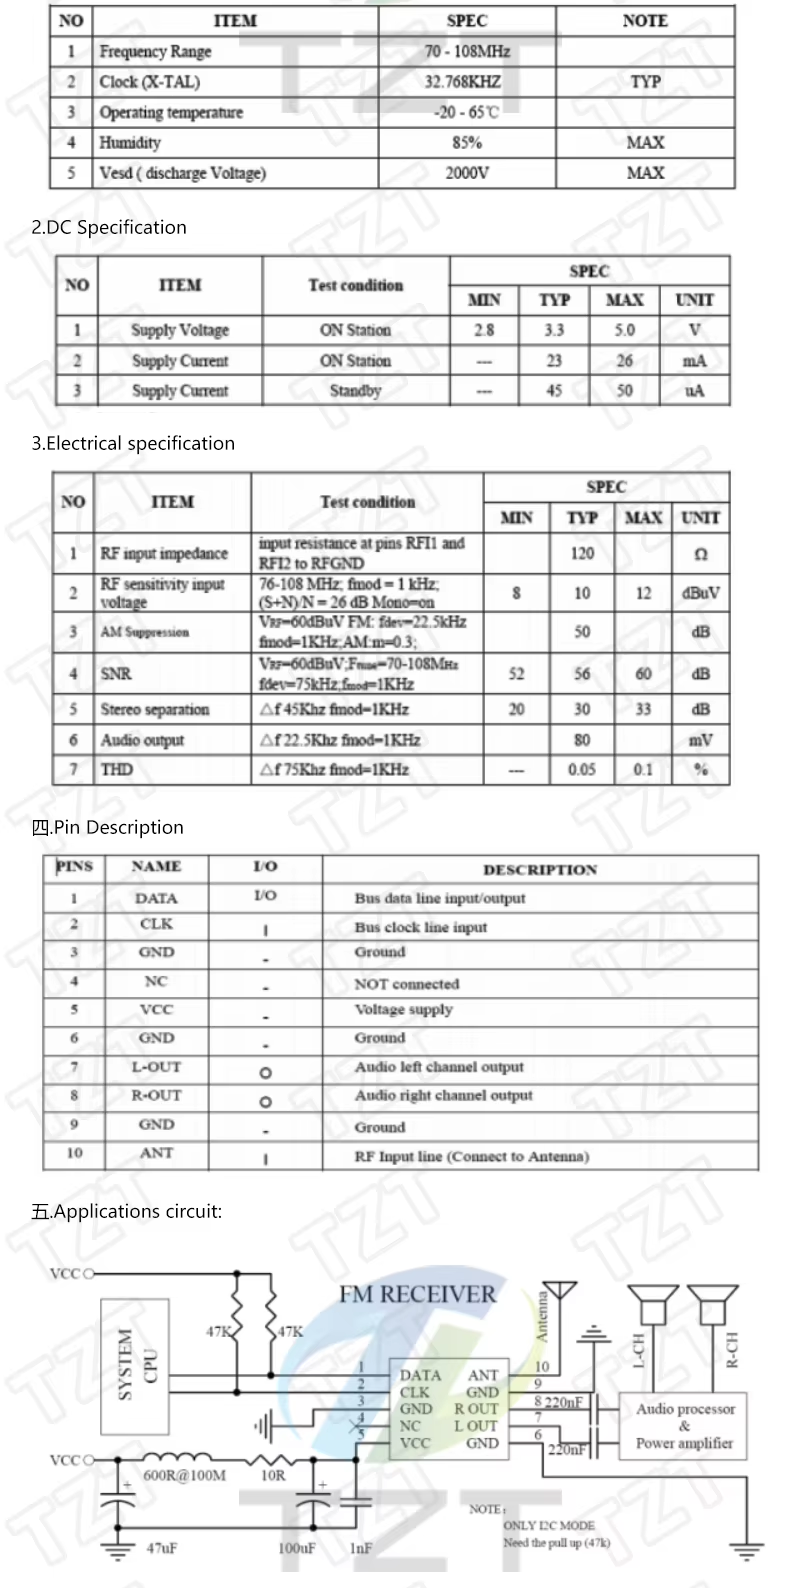 NO ITEM SPEC NOTE
1 Frequency Range 70 - 108MHz
2 Clock (X-TAL) 32.768KHZ TYP
3 Operating temperature -20 - 65℃
4 Humidity 85% MAX
5 Vesd ( discharge Voltage) 2000V MAX
2.DC Specification
NO ITEM Test condition SPEC
MIN TYP MAX UNIT
1 Supply Voltage ON Station 2.8 3.3 5.0 V
2 Supply Current ON Station --- 23 26 mA
3 Supply Current Standby --- 45 50 uA
3.Electrical specification
NO ITEM Test condition SPEC
MIN TYP MAX UNIT
1 RF input impedance input resistance at pins RFI1 and
RFI2 to RFGND 120 Ω
2 RF sensitivity input
voltage 76-108 MHz; fmod = 1 kHz;
(S+N)/N = 26 dB Mono=on 8 10 12 dBuV
3 AM Suppression VRF=60dBuV FM: fdev=22.5kHz
fmod=1KHz;AM:m=0.3; 50 dB
4 SNR VRF=60dBuV;Ftune=70-108MHz
fdev=75kHz;fmod=1KHz 52 56 60 dB
5 Stereo separation △f 45Khz fmod=1KHz 20 30 33 dB
6 Audio output △f 22.5Khz fmod=1KHz 80 mV
7 THD △f 75Khz fmod=1KHz --- 0.05 0.1 %
四.Pin Description
PINS NAME I/O DESCRIPTION
1 DATA I/O Bus data line input/output
2 CLK I Bus clock line input
3 GND - Ground
4 NC - NOT connected
5 VCC - Voltage supply
6 GND - Ground
7 L-OUT O Audio left channel output
8 R-OUT O Audio right channel output
9 GND - Ground
10 ANT I RF Input line (Connect to Antenna)
五.Applications circuit:
VCC
FM RECEIVER
Antenna
SYSTEM
CPU
47K
47K
L-CH
R-CH
1 DATA ANT 10
2 CLK GND 9
3 GND R OUT 8 220nF
4 NC L OUT 7
5 VCC GND 6 220nF
Audio processor
&
Power amplifier
VCC
600R@100M
10R
+
+
47uF
100uF
1nF
NOTE:
ONLY I2C MODE
Need the pull up (47k)
TZT
TZT